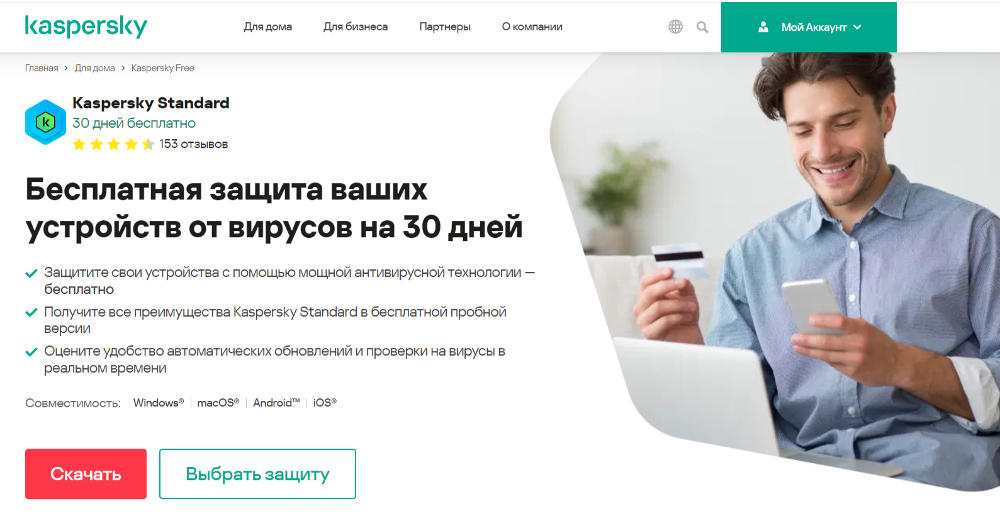 kaspersky
Для дома
Для бизнеса
Партнеры
О компании
Мой Аккаунт
Главная > Для дома > Kaspersky Free
Kaspersky Standard
30 дней бесплатно
153 отзывов
Бесплатная защита ваших
устройств от вирусов на 30 дней
Защитите свои устройства с помощью мощной антивирусной технологии —
бесплатно
Получите все преимущества Kaspersky Standard в бесплатной пробной
версии
Оцените удобство автоматических обновлений и проверки на вирусы в
реальном времени
Совместимость: Windows® | macOS® | Android™ | iOS®
Скачать
Выбрать защиту